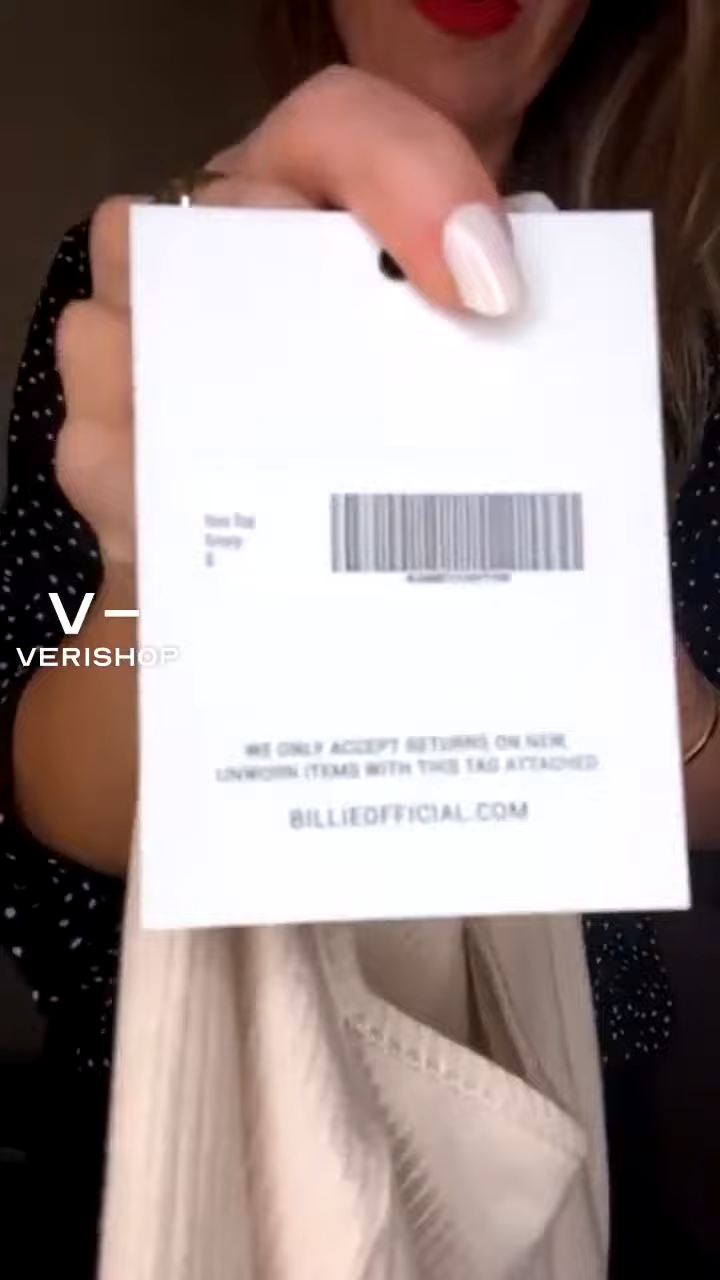 V–
VERISHOP
WE ONLY ACCEPT RETURNS ON NEW,
UNWORN ITEMS WITH THIS TAG ATTACHED
BILLIEOFFICIAL.COM